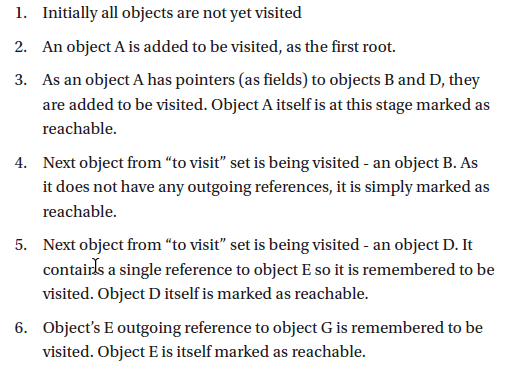 1. Initially all objects are not yet visited
2. An object A is added to be visited, as the first root.
3. As an object A has pointers (as fields) to objects B and D, they
are added to be visited. Object A itself is at this stage marked as
reachable.
4. Next object from “to visit” set is being visited - an object B. As
it does not have any outgoing references, it is simply marked as
reachable.
5. Next object from “to visit” set is being visited - an object D. It
contains a single reference to object E so it is remembered to be
visited. Object D itself is marked as reachable.
6. Object’s E outgoing reference to object G is remembered to be
visited. Object E is itself marked as reachable.